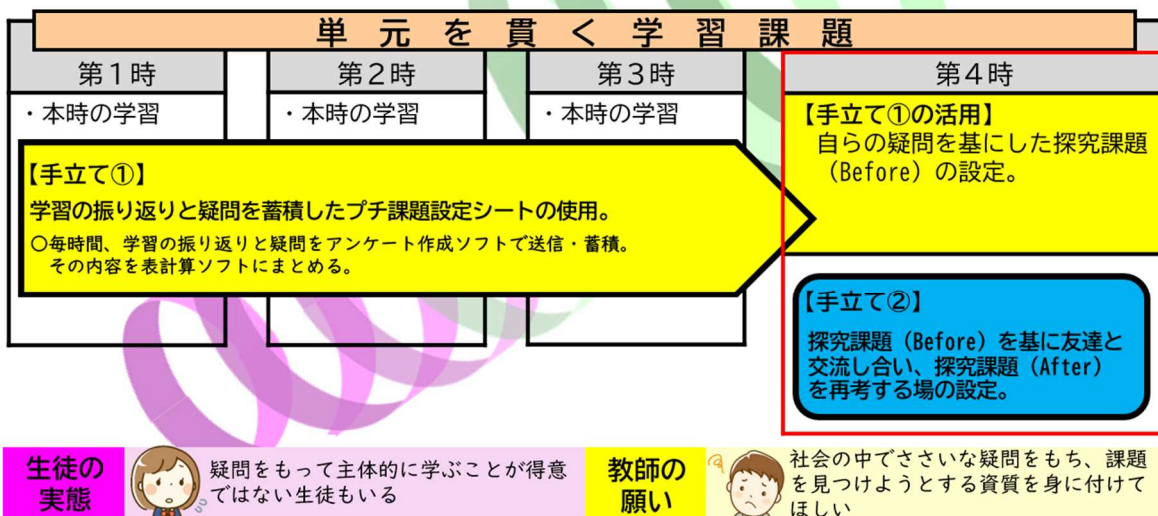 単元を貫く学習課題
第1時
第2時
第3時
第4時
・本時の学習
・本時の学習
・本時の学習
【手立て①の活用】
自らの疑問を基にした探究課題
（Before）の設定。
【手立て①】
学習の振り返りと疑問を蓄積したプチ課題設定シートの使用。
○毎時間、学習の振り返りと疑問をアンケート作成ソフトで送信・蓄積。
その内容を表計算ソフトにまとめる。
【手立て②】
探究課題（Before）を基に友達と
交流し合い、探究課題（After）
を再考する場の設定。
生徒の
実態
疑問をもって主体的に学ぶことが得意
ではない生徒もいる
教師の
願い
社会の中でささいな疑問をもち、課題
を見つけようとする資質を身に付けて
ほしい